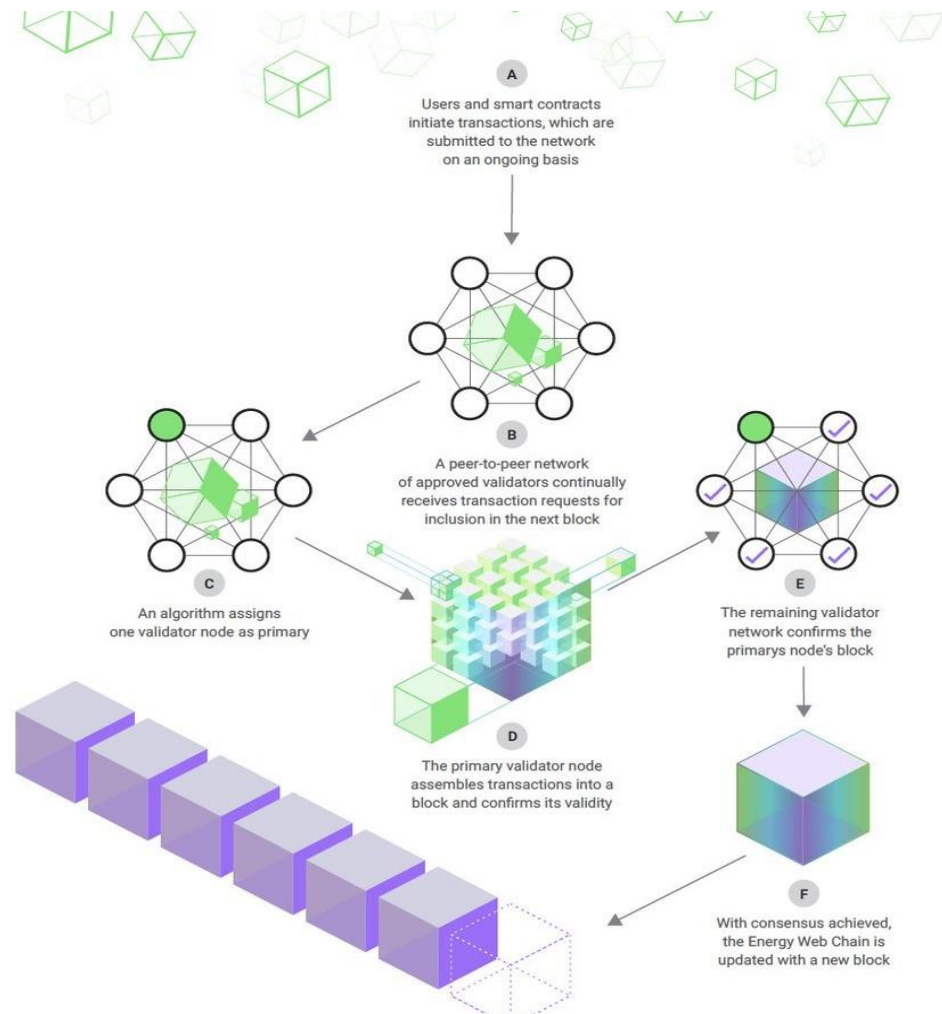 A
Users and smart contracts
initiate transactions, which are
submitted to the network
on an ongoing basis
B
A peer-to-peer network
of approved validators continually
receives transaction requests for
inclusion in the next block
C
An algorithm assigns
one validator node as primary
D
The primary validator node
assembles transactions into a
block and confirms its validity
E
The remaining validator
network confirms the
primarys node's block
F
With consensus achieved,
the Energy Web Chain is
updated with a new block